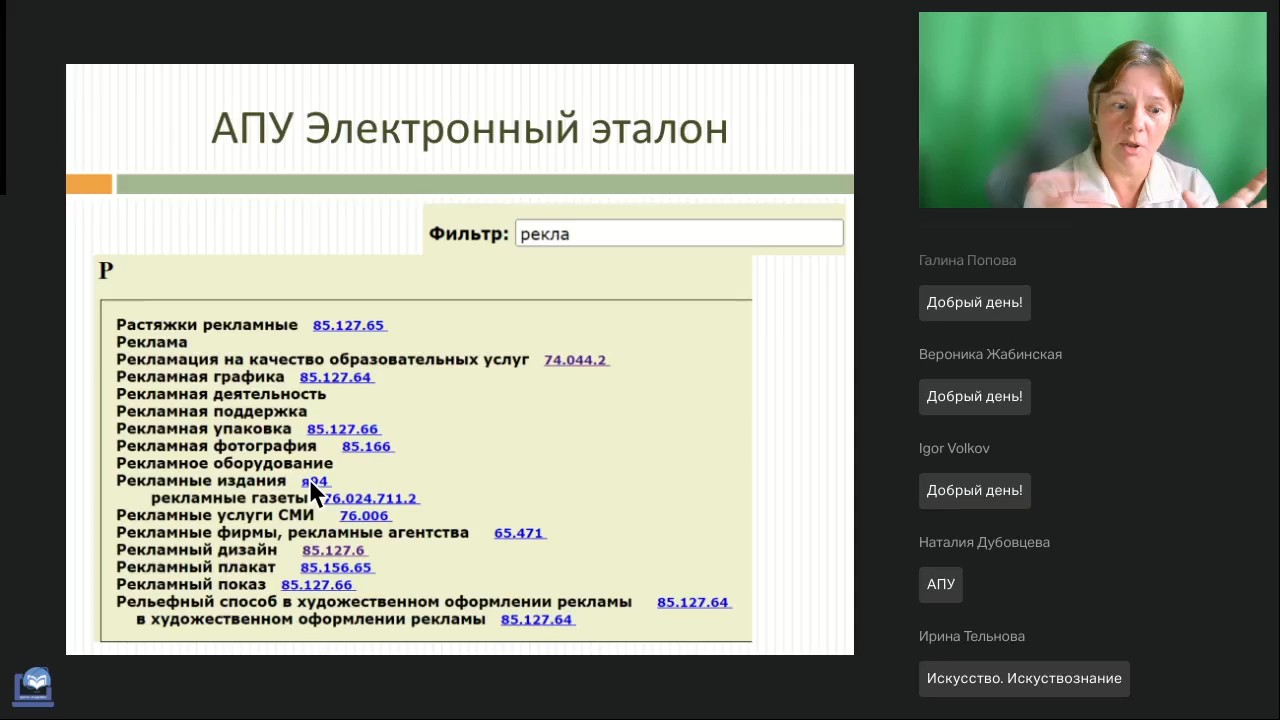 АПУ Электронный эталон
Фильтр: рекла
Р
Растяжки рекламные 85.127.65
Реклама
Рекламация на качество образовательных услуг 74.044.2
Рекламная графика 85.127.64
Рекламная деятельность
Рекламная поддержка
Рекламная упаковка 85.127.66
Рекламная фотография 85.166
Рекламное оборудование
Рекламные издания я94
рекламные газеты 76.024.711.2
Рекламные услуги СМИ 76.006
Рекламные фирмы, рекламные агентства 65.471
Рекламный дизайн 85.127.6
Рекламный плакат 85.156.65
Рекламный показ 85.127.66
Рельефный способ в художественном оформлении рекламы 85.127.64
в художественном оформлении рекламы 85.127.64
Галина Попова
Добрый день!
Вероника Жабинская
Добрый день!
Igor Volkov
Добрый день!
Наталия Дубовцева
АПУ
Ирина Тельнова
Искусство. Искуствознание